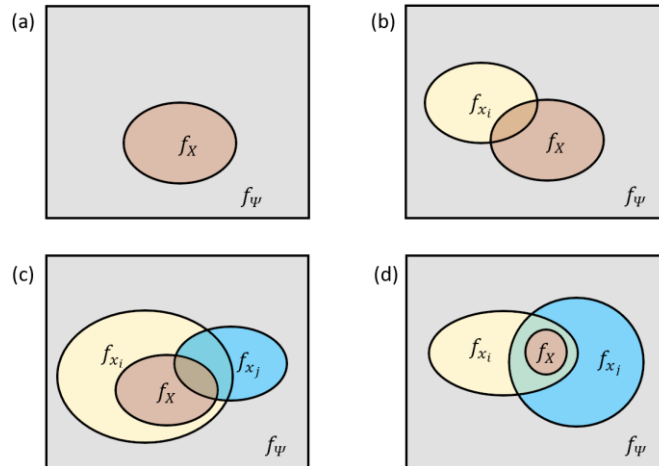 (a)
f_X
f_Ψ
(b)
f_{x_i}
f_X
f_Ψ
(c)
f_{x_i}
f_X
f_{x_j}
f_Ψ
(d)
f_{x_i}
f_X
f_{x_j}
f_Ψ